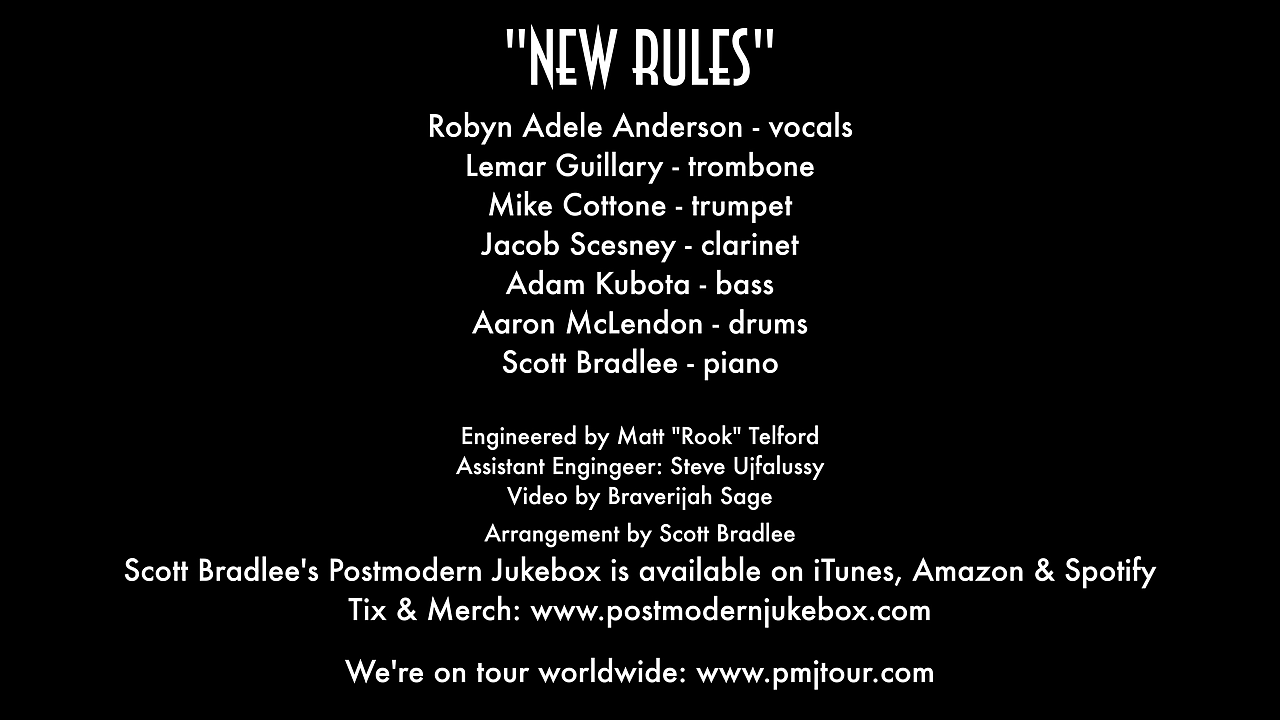 "NEW RULES"
Robyn Adele Anderson - vocals
Lemar Guillary - trombone
Mike Cottone - trumpet
Jacob Scesney - clarinet
Adam Kubota - bass
Aaron McLendon - drums
Scott Bradlee - piano
Engineered by Matt "Rook" Telford
Assistant Engingeer: Steve Ujfalussy
Video by Braverijah Sage
Arrangement by Scott Bradlee
Scott Bradlee's Postmodern Jukebox is available on iTunes, Amazon & Spotify
Tix & Merch: www.postmodernjukebox.com
We're on tour worldwide: www.pmjtour.com